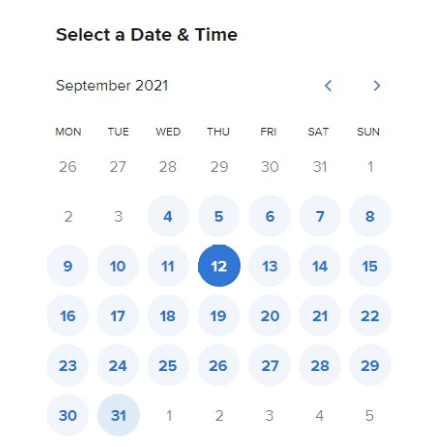 Select a Date & Time
September 2021
MON TUE WED THU FRI SAT SUN
26 27 28 29 30 31 1
2 3 4 5 6 7 8
9 10 11 12 13 14 15
16 17 18 19 20 21 22
23 24 25 26 27 28 29
30 31 1 2 3 4 5